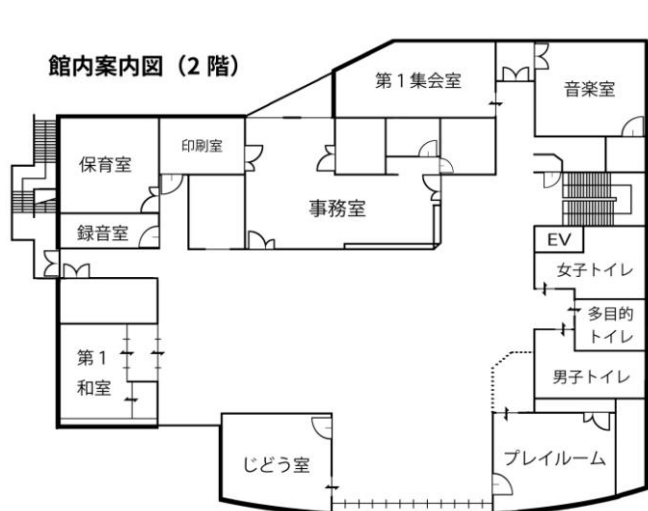 館内案内図（2 階）
第１集会室
音楽室
保育室
印刷室
事務室
録音室
EV
女子トイレ
多目的
トイレ
男子トイレ
第１
和室
じどう室
プレイルーム